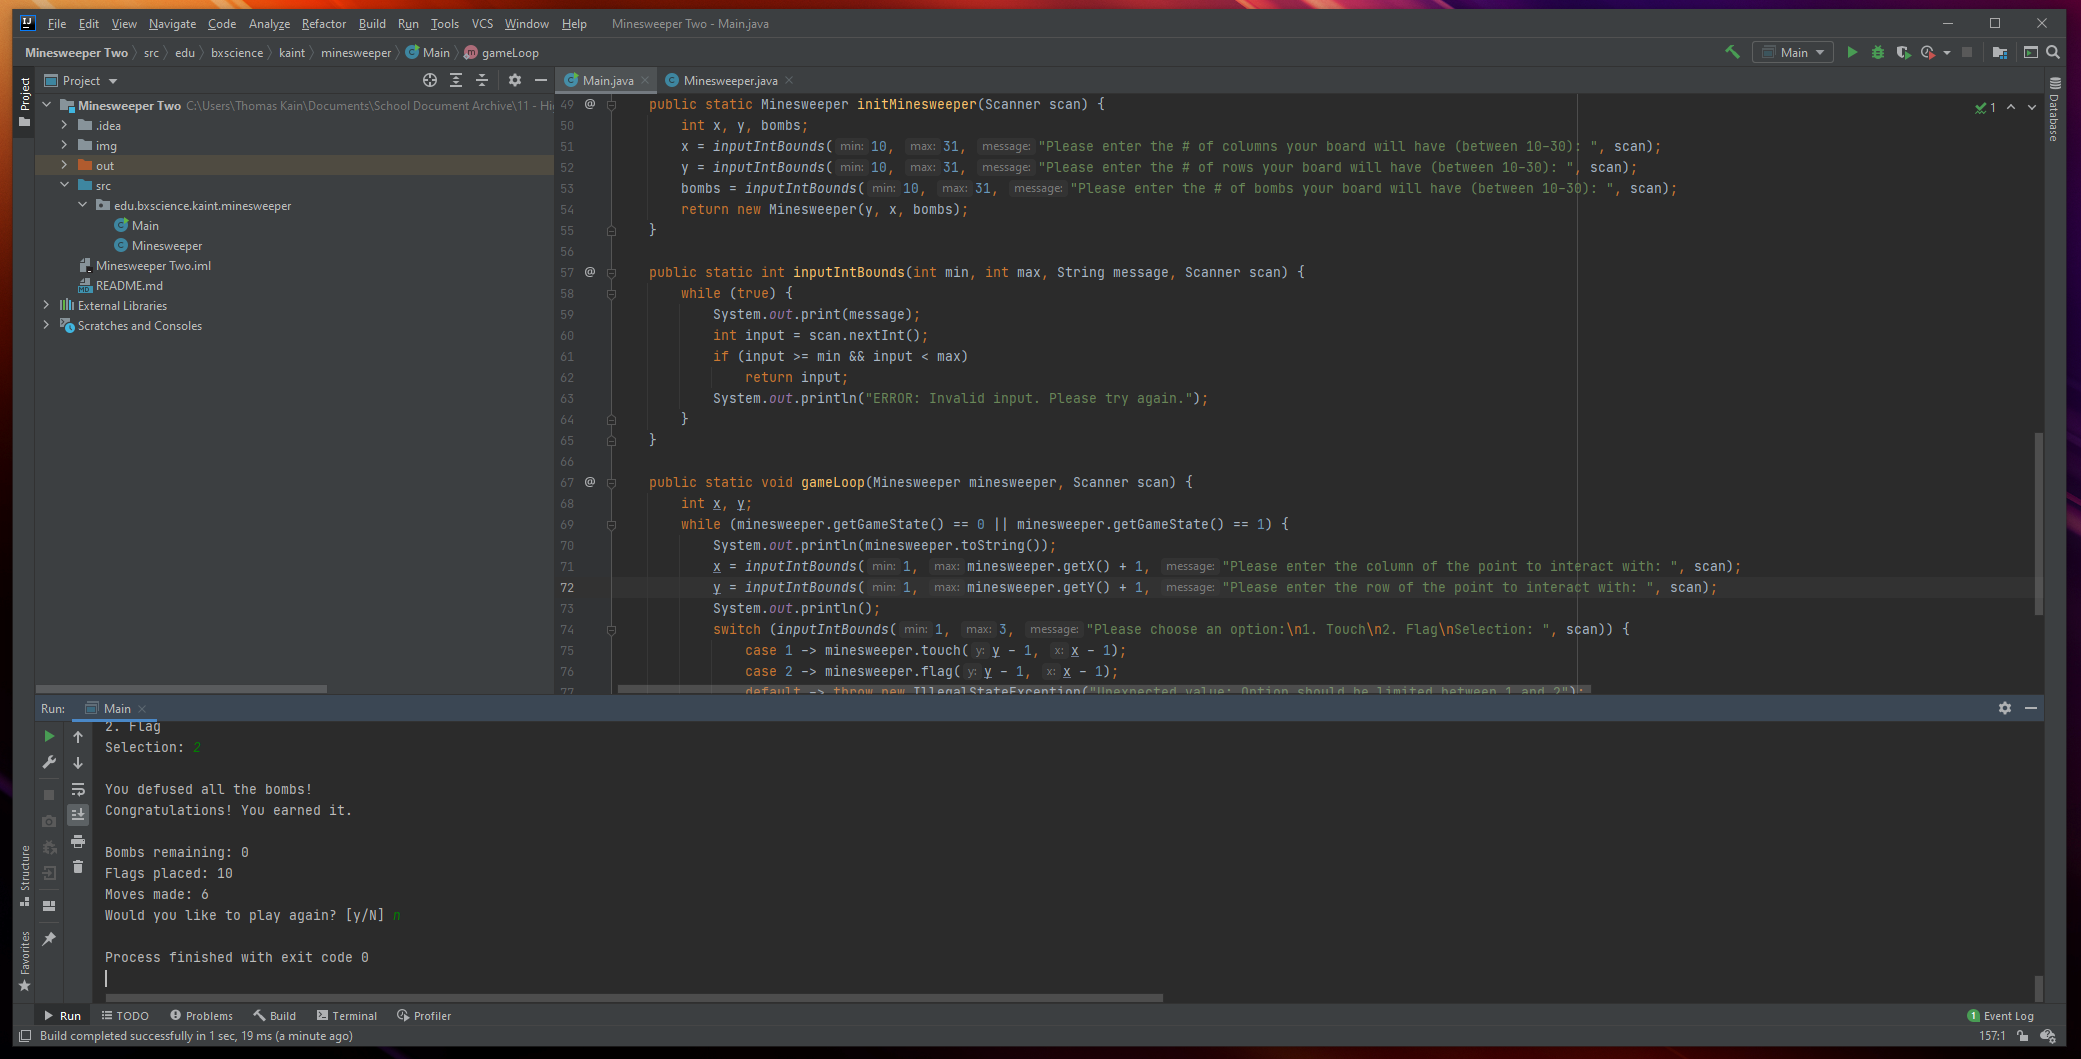 File Edit View Navigate Code Analyze Refactor Build Run Tools VCS Window Help Minesweeper Two - Main.java
Minesweeper Two src edu bxscience kaint minesweeper Main gameLoop
Main
Project
Main.java
Minesweeper.java
Project
Minesweeper Two C:\Users\Thomas Kain\Documents\School Document Archive\11 -
.idea
img
out
src
edu.bxscience.kaint.minesweeper
Main
Minesweeper
Minesweeper Two.iml
README.md
External Libraries
Scratches and Consoles
49 @ public static Minesweeper initMinesweeper(Scanner scan) {
50 int x, y, bombs;
51 x = inputIntBounds( min: 10, max: 31, message: "Please enter the # of columns your board will have (between 10-30): ", scan);
52 y = inputIntBounds( min: 10, max: 31, message: "Please enter the # of rows your board will have (between 10-30): ", scan);
53 bombs = inputIntBounds( min: 10, max: 31, message: "Please enter the # of bombs your board will have (between 10-30): ", scan);
54 return new Minesweeper(y, x, bombs);
55 }
56
57 @ public static int inputIntBounds(int min, int max, String message, Scanner scan) {
58 while (true) {
59 System.out.print(message);
60 int input = scan.nextInt();
61 if (input >= min && input < max)
62 return input;
63 System.out.println("ERROR: Invalid input. Please try again.");
64 }
65 }
66
67 @ public static void gameLoop(Minesweeper minesweeper, Scanner scan) {
68 int x, y;
69 while (minesweeper.getGameState() == 0 || minesweeper.getGameState() == 1) {
70 System.out.println(minesweeper.toString());
71 x = inputIntBounds( min: 1, max: minesweeper.getX() + 1, message: "Please enter the column of the point to interact with: ", scan);
72 y = inputIntBounds( min: 1, max: minesweeper.getY() + 1, message: "Please enter the row of the point to interact with: ", scan);
73 System.out.println();
74 switch (inputIntBounds( min: 1, max: 3, message: "Please choose an option:\n1. Touch\n2. Flag\nSelection: ", scan)) {
75 case 1 -> minesweeper.touch( y: y - 1, x: x - 1);
76 case 2 -> minesweeper.flag( y: y - 1, x: x - 1);
77 default -> throw new IllegalStateException("Unexpected value: Option should be limited between 1 and 2");
1
Database
Run: Main
2. Flag
Selection: 2
You defused all the bombs!
Congratulations! You earned it.
Bombs remaining: 0
Flags placed: 10
Moves made: 6
Would you like to play again? [y/N] n
Process finished with exit code 0
Structure
Favorites
Run TODO Problems Build Terminal Profiler 1 Event Log
Build completed successfully in 1 sec, 19 ms (a minute ago) 157:1